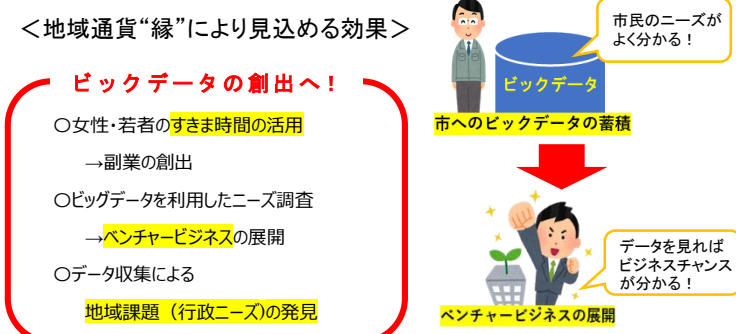 ＜地域通貨“縁”により見込める効果＞
ビックデータの創出へ！
〇女性・若者のすきま時間の活用
→副業の創出
〇ビッグデータを利用したニーズ調査
→ベンチャービジネスの展開
〇データ収集による
地域課題（行政ニーズ)の発見
市民のニーズが
よく分かる！
ビックデータ
市へのビックデータの蓄積
データを見れば
ビジネスチャンス
が分かる！
ベンチャービジネスの展開